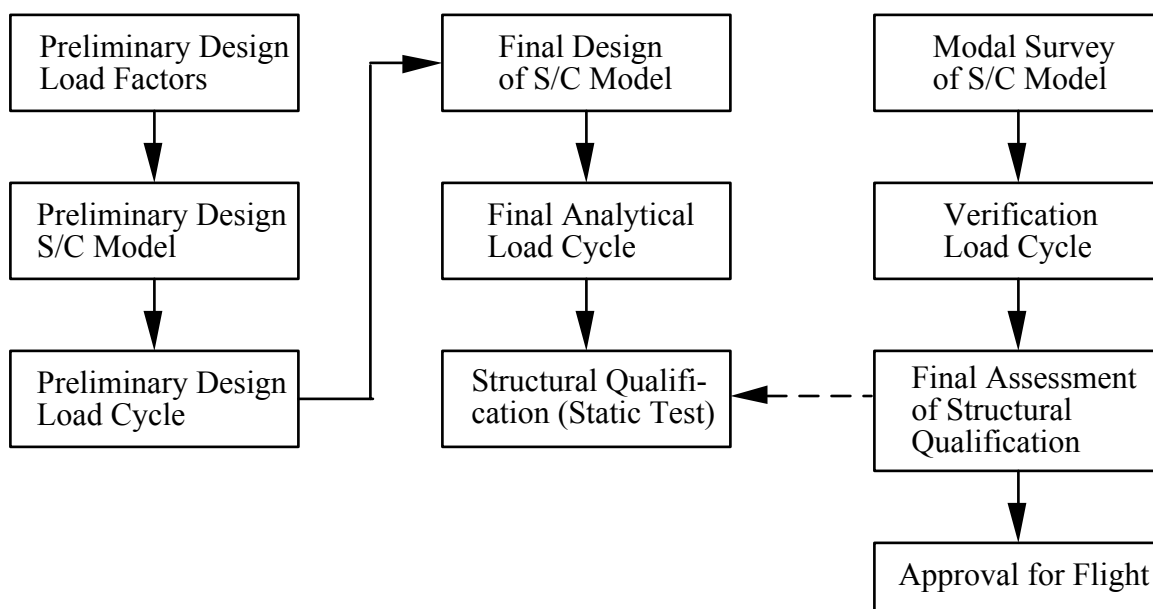 Preliminary Design
Load Factors
Preliminary Design
S/C Model
Preliminary Design
Load Cycle
Final Design
of S/C Model
Final Analytical
Load Cycle
Structural Qualifi-
cation (Static Test)
Modal Survey
of S/C Model
Verification
Load Cycle
Final Assessment
of Structural
Qualification
Approval for Flight